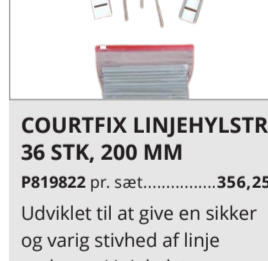 COURTFIX LINJEHYLSTR
36 STK, 200 MM
P819822 pr. sæt................356,25
Udviklet til at give en sikker
og varig stivhed af linje